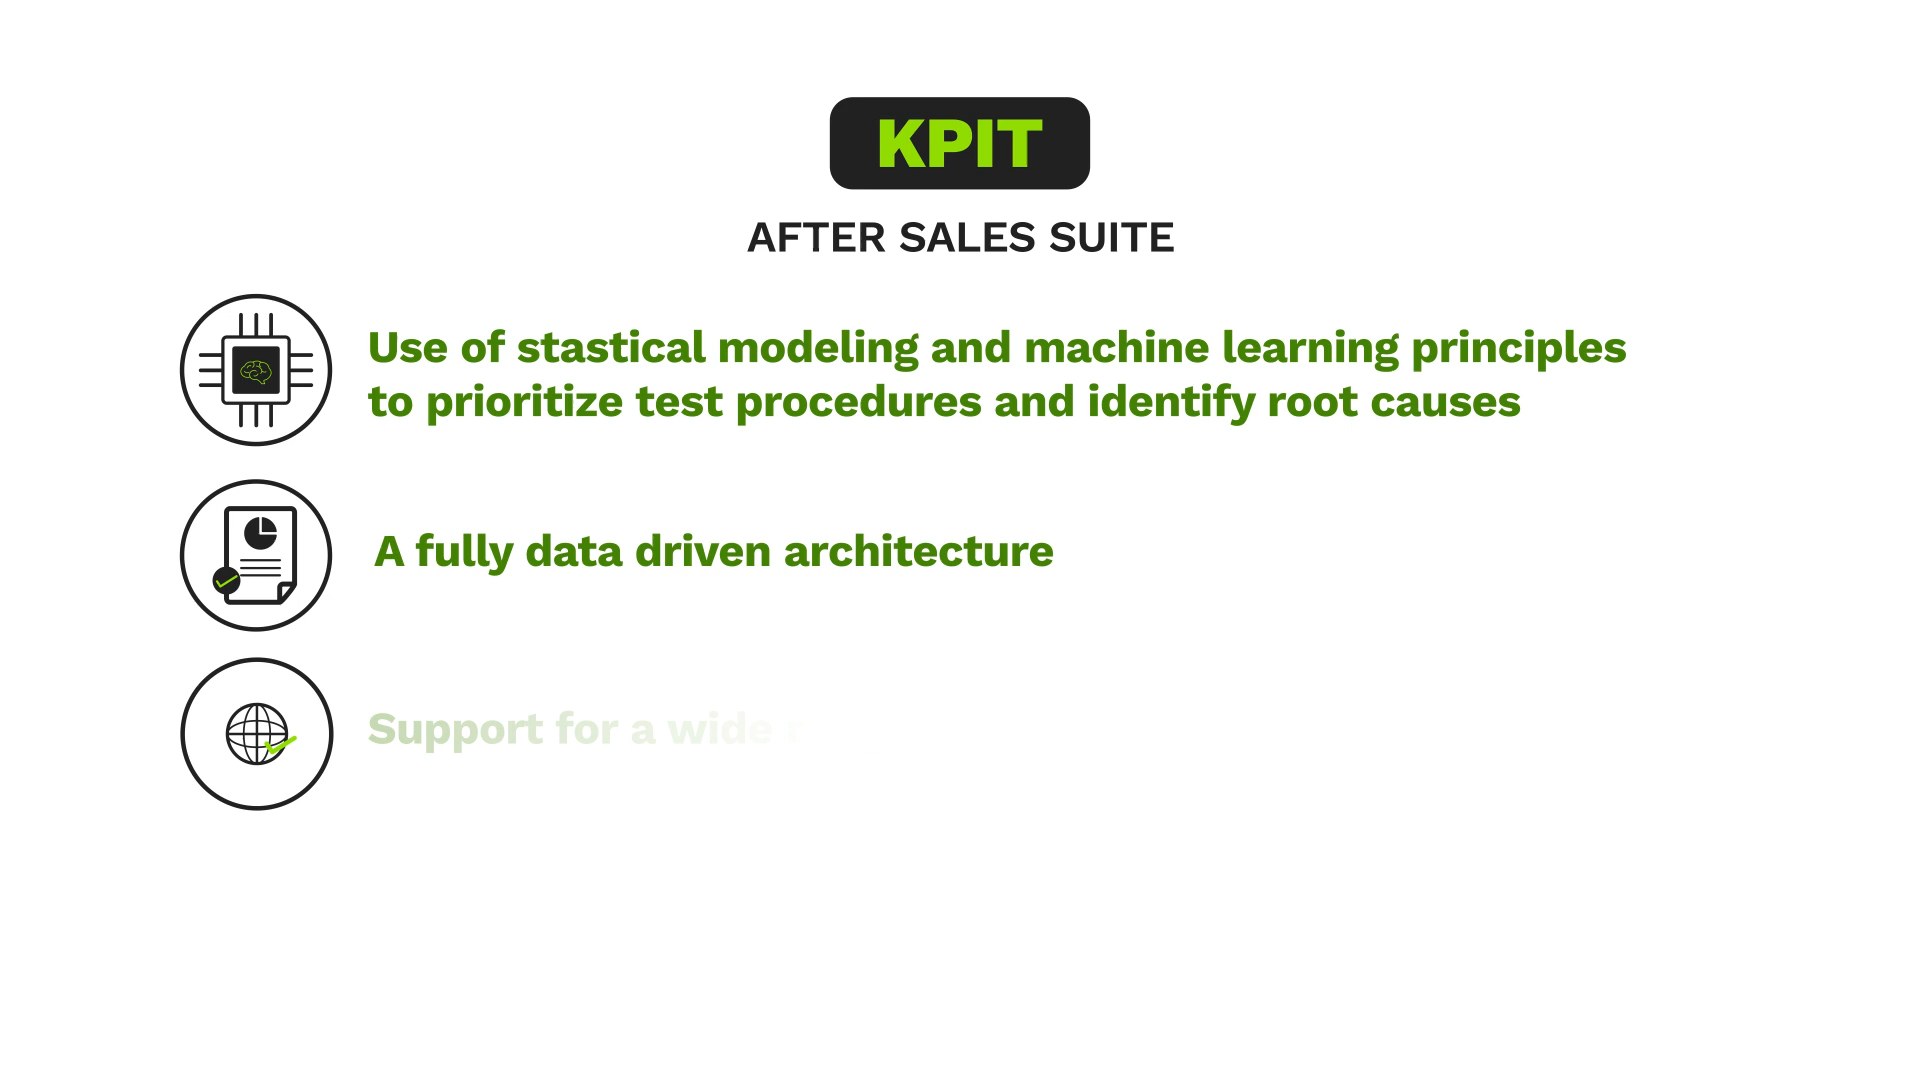 KPIT
AFTER SALES SUITE
Use of stastical modeling and machine learning principles
to prioritize test procedures and identify root causes
A fully data driven architecture
Support for a wide